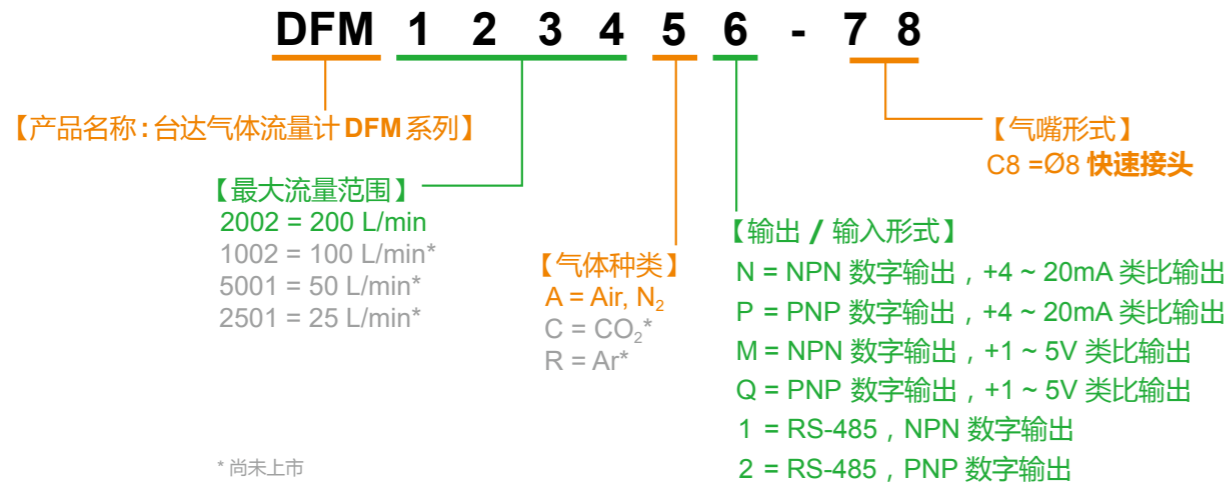 DFM 1 2 3 4 5 6 - 7 8
【产品名称:台达气体流量计DFM系列】
【最大流量范围】
2002 = 200 L/min
1002 = 100 L/min*
5001 = 50 L/min*
2501 = 25 L/min*
* 尚未上市
【气体种类】
A = Air, N₂
C = CO₂*
R = Ar*
【气嘴形式】
C8 =Ø8 快速接头
【输出 / 输入形式】
N = NPN 数字输出,+4 ~ 20mA 类比输出
P = PNP 数字输出,+4 ~ 20mA 类比输出
M = NPN 数字输出,+1 ~ 5V 类比输出
Q = PNP 数字输出,+1 ~ 5V 类比输出
1 = RS-485,NPN 数字输出
2 = RS-485,PNP 数字输出